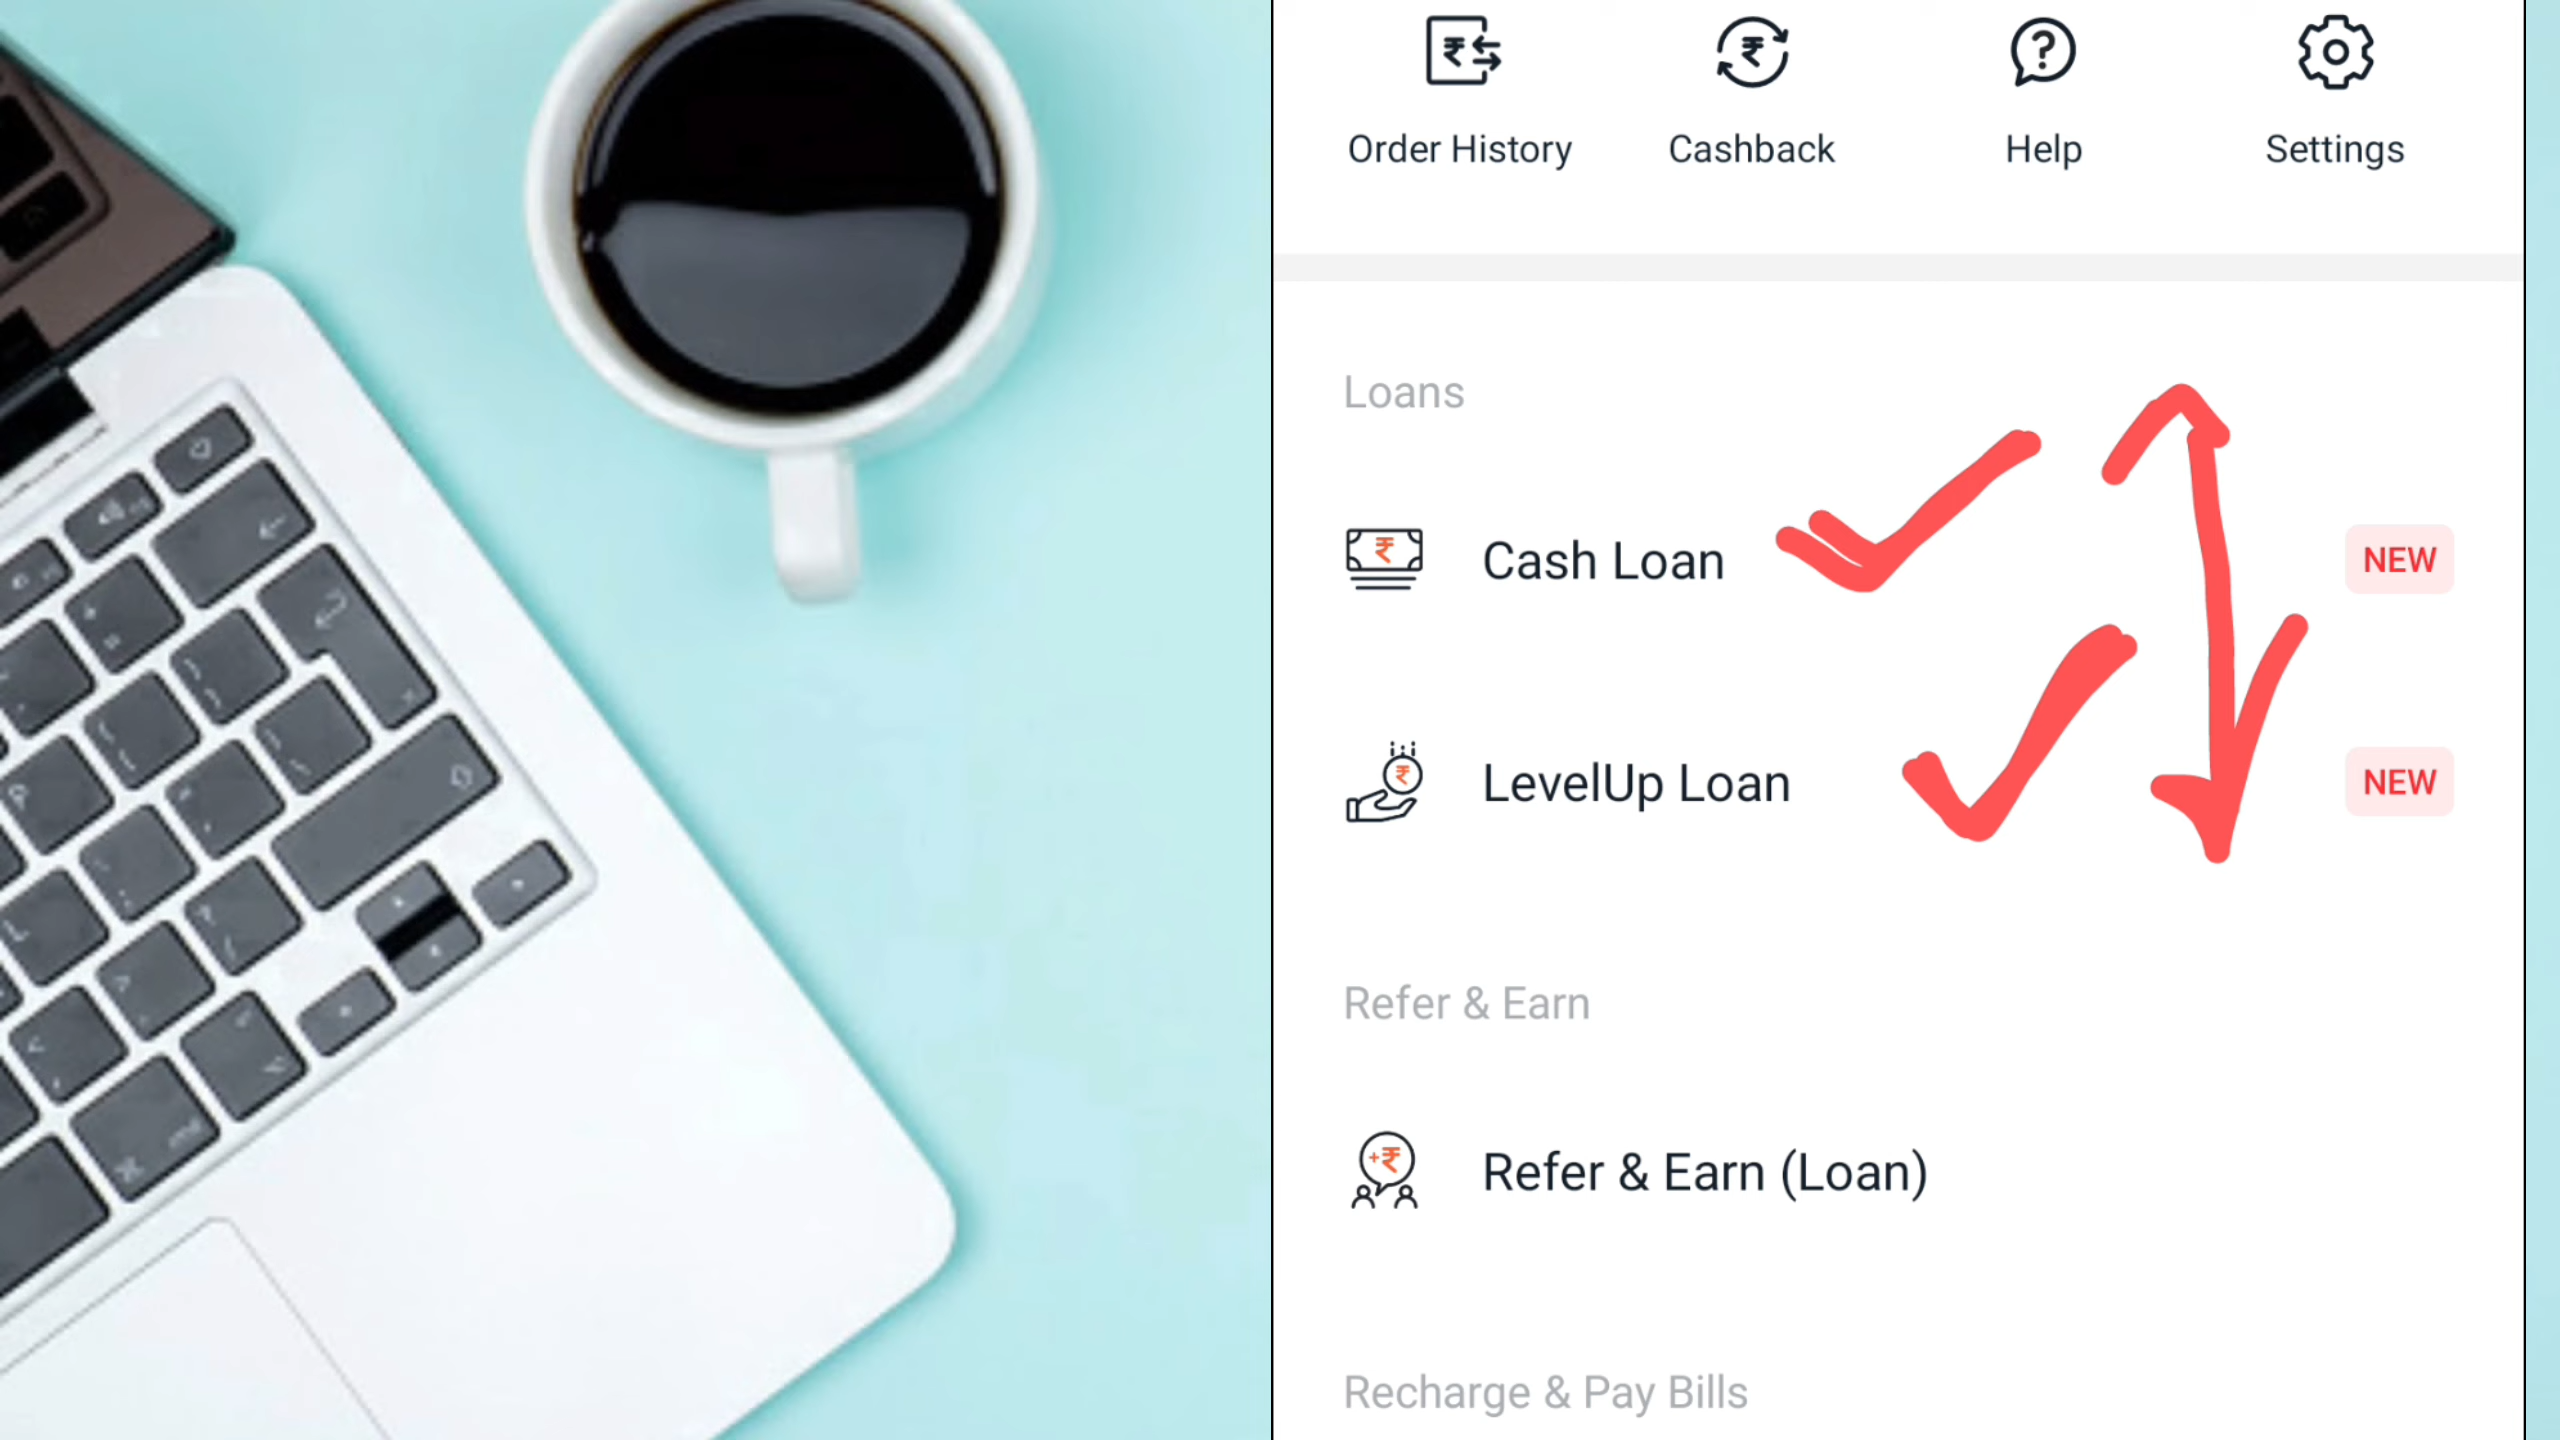 Order History Cashback Help Settings
Loans
Cash Loan NEW
LevelUp Loan NEW
Refer & Earn
Refer & Earn (Loan)
Recharge & Pay Bills